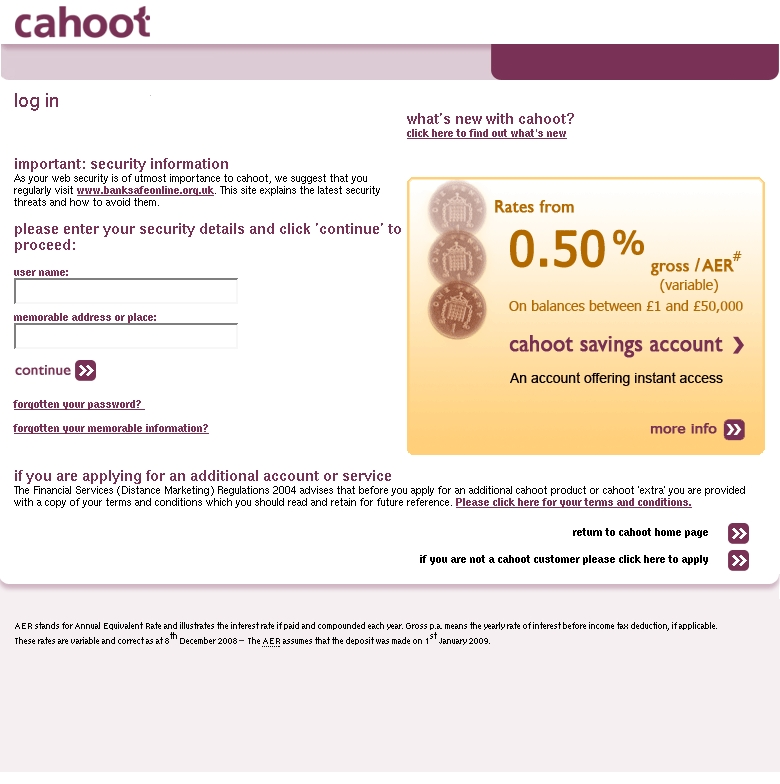 cahoot
log in
what's new with cahoot?
click here to find out what's new
important: security information
As your web security is of utmost importance to cahoot, we suggest that you
regularly visit www.banksafeonline.org.uk. This site explains the latest security
threats and how to avoid them.
please enter your security details and click 'continue' to
proceed:
user name:
memorable address or place:
continue
forgotten your password?
forgotten your memorable information?
Rates from
0.50%
gross /AER#
(variable)
On balances between £1 and £50,000
cahoot savings account ❯
An account offering instant access
more info
if you are applying for an additional account or service
The Financial Services (Distance Marketing) Regulations 2004 advises that before you apply for an additional cahoot product or cahoot 'extra' you are provided
with a copy of your terms and conditions which you should read and retain for future reference. Please click here for your terms and conditions.
return to cahoot home page
if you are not a cahoot customer please click here to apply
AER stands for Annual Equivalent Rate and illustrates the interest rate if paid and compounded each year. Gross p.a. means the yearly rate of interest before income tax deduction, if applicable.
These rates are variable and correct as at 8th December 2008 – The AER assumes that the deposit was made on 1st January 2009.